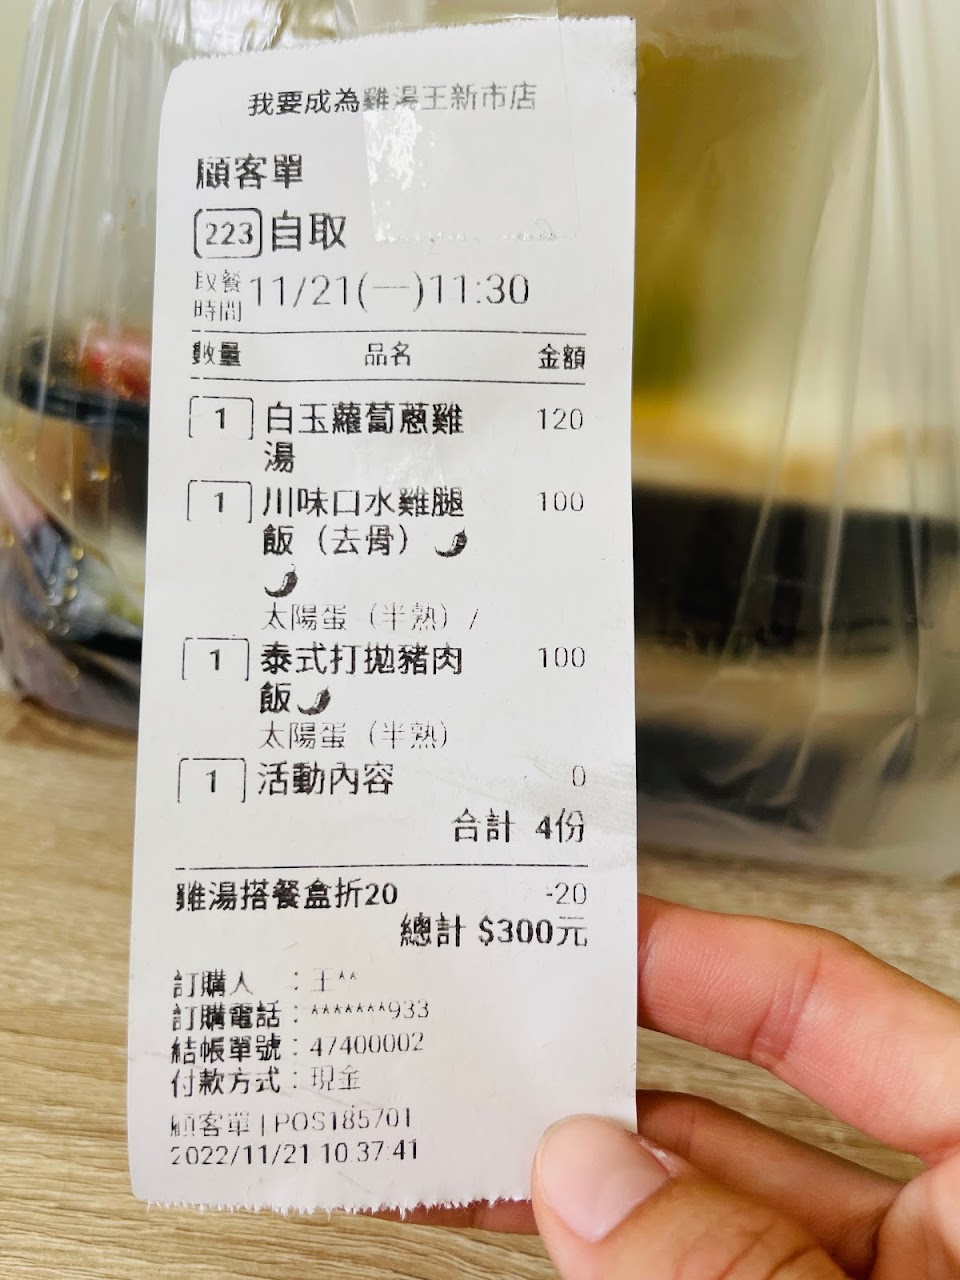 我要成為雞湯王新市店
顧客單
223 自取
取餐時間 11/21(一)11:30
數量 品名 金額
1 白玉蘿蔔蔥雞 120
湯
1 川味口水雞腿 100
飯（去骨）🌶
🌶
太陽蛋（半熟）/
1 泰式打拋豬肉 100
飯🌶
太陽蛋（半熟）
1 活動內容 0
合計 4份
雞湯搭餐盒折20 -20
總計 $300元
訂購人 ：王**
訂購電話：*******933
結帳單號：47400002
付款方式：現金
顧客單 | POS185701
2022/11/21 10:37:41